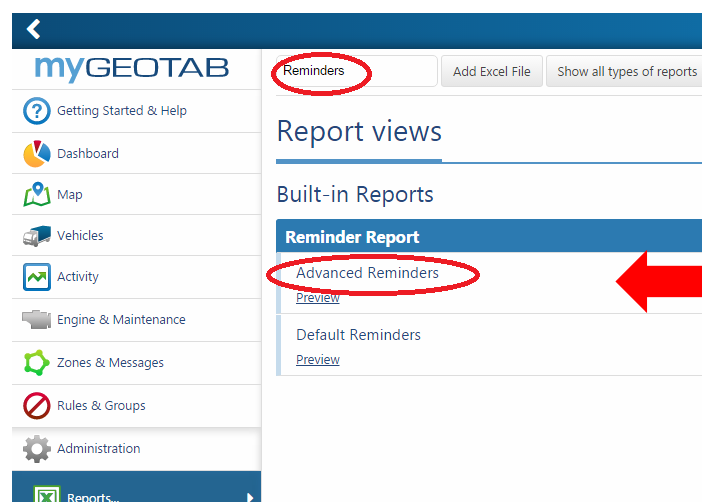 myGEOTAB
Getting Started & Help
Dashboard
Map
Vehicles
Activity
Engine & Maintenance
Zones & Messages
Rules & Groups
Administration
Reports...
Reminders
Add Excel File
Show all types of reports
Report views
Built-in Reports
Reminder Report
Advanced Reminders
Preview
Default Reminders
Preview